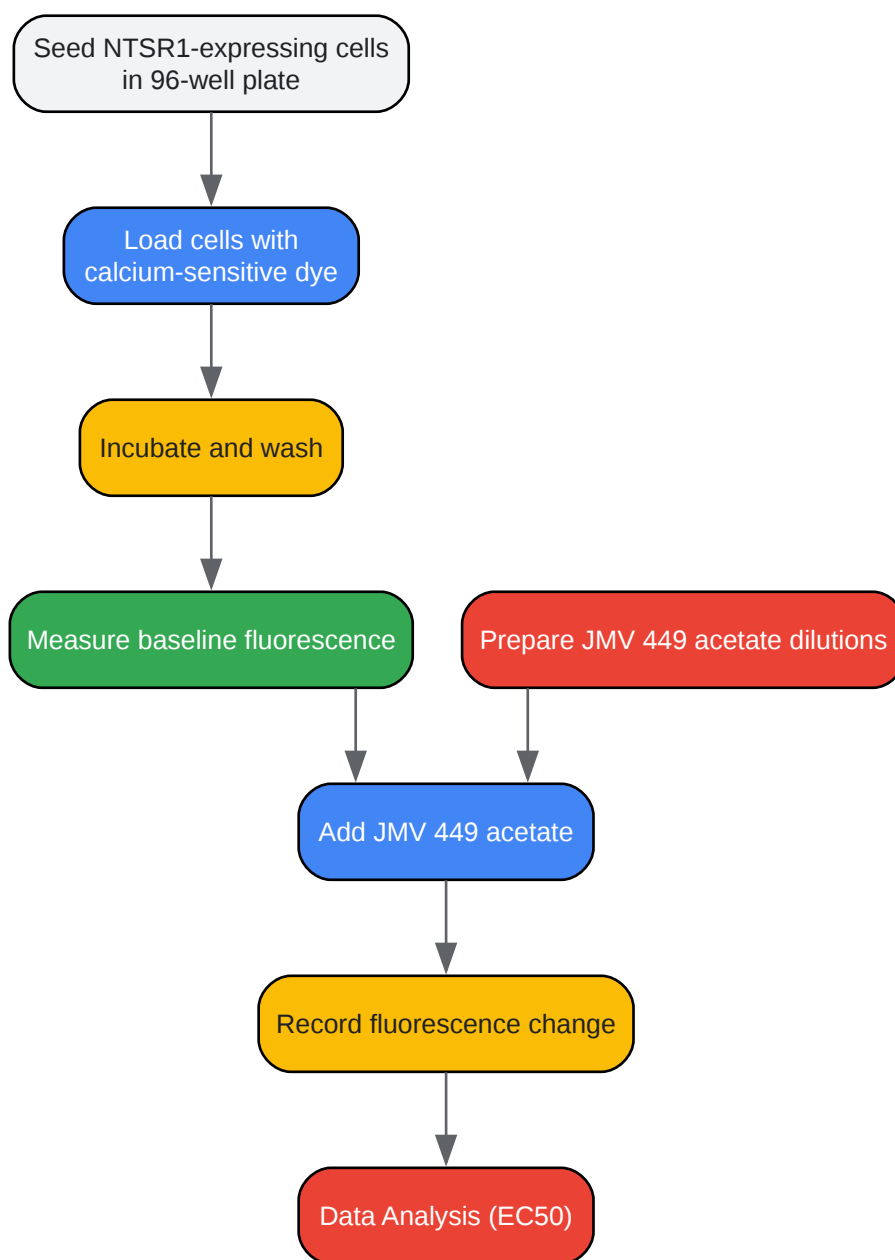 Seed NTSR1-expressing cells
in 96-well plate
Load cells with
calcium-sensitive dye
Incubate and wash
Measure baseline fluorescence
Prepare JMV 449 acetate dilutions
Add JMV 449 acetate
Record fluorescence change
Data Analysis (EC50)